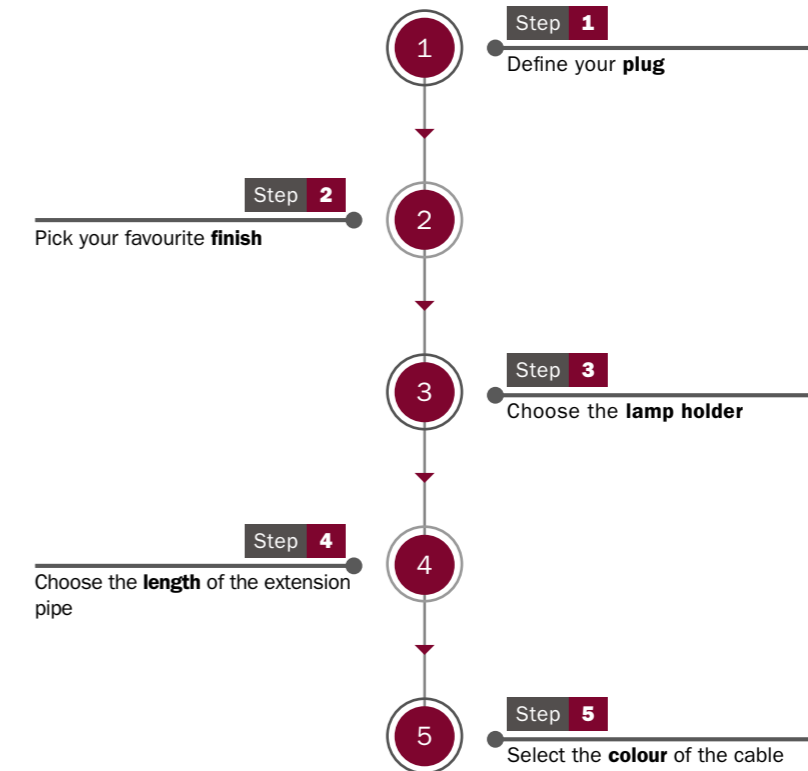 1
Step 1
Define your plug
Step 2
2
Pick your favourite finish
3
Step 3
Choose the lamp holder
Step 4
4
Choose the length of the extension
pipe
5
Step 5
Select the colour of the cable